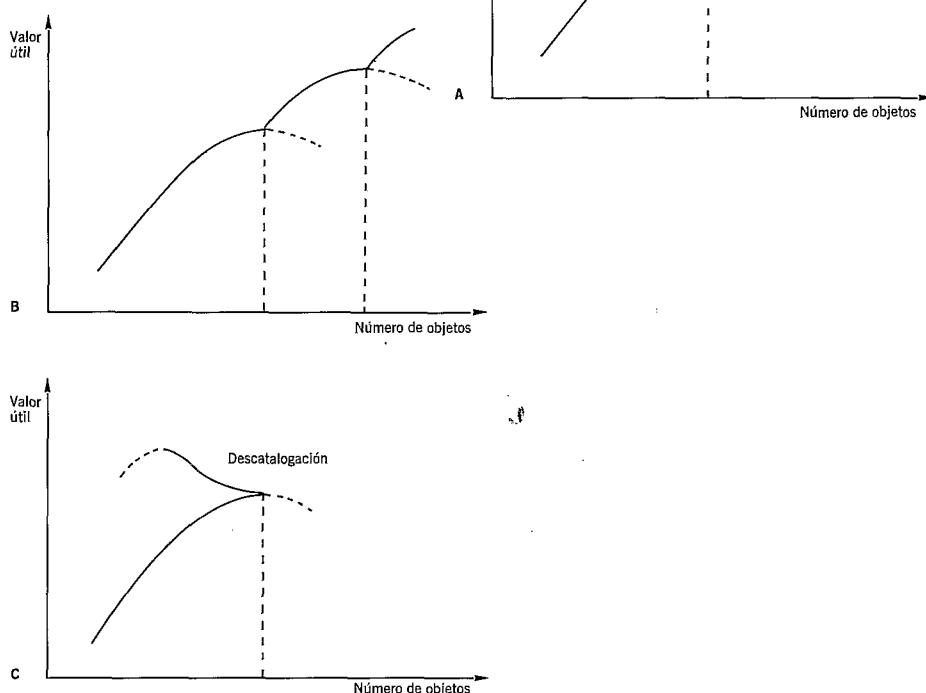 Valor
útil
A
Número de objetos
B
Número de objetos
Valor
útil
Descatalogación
C
Número de objetos